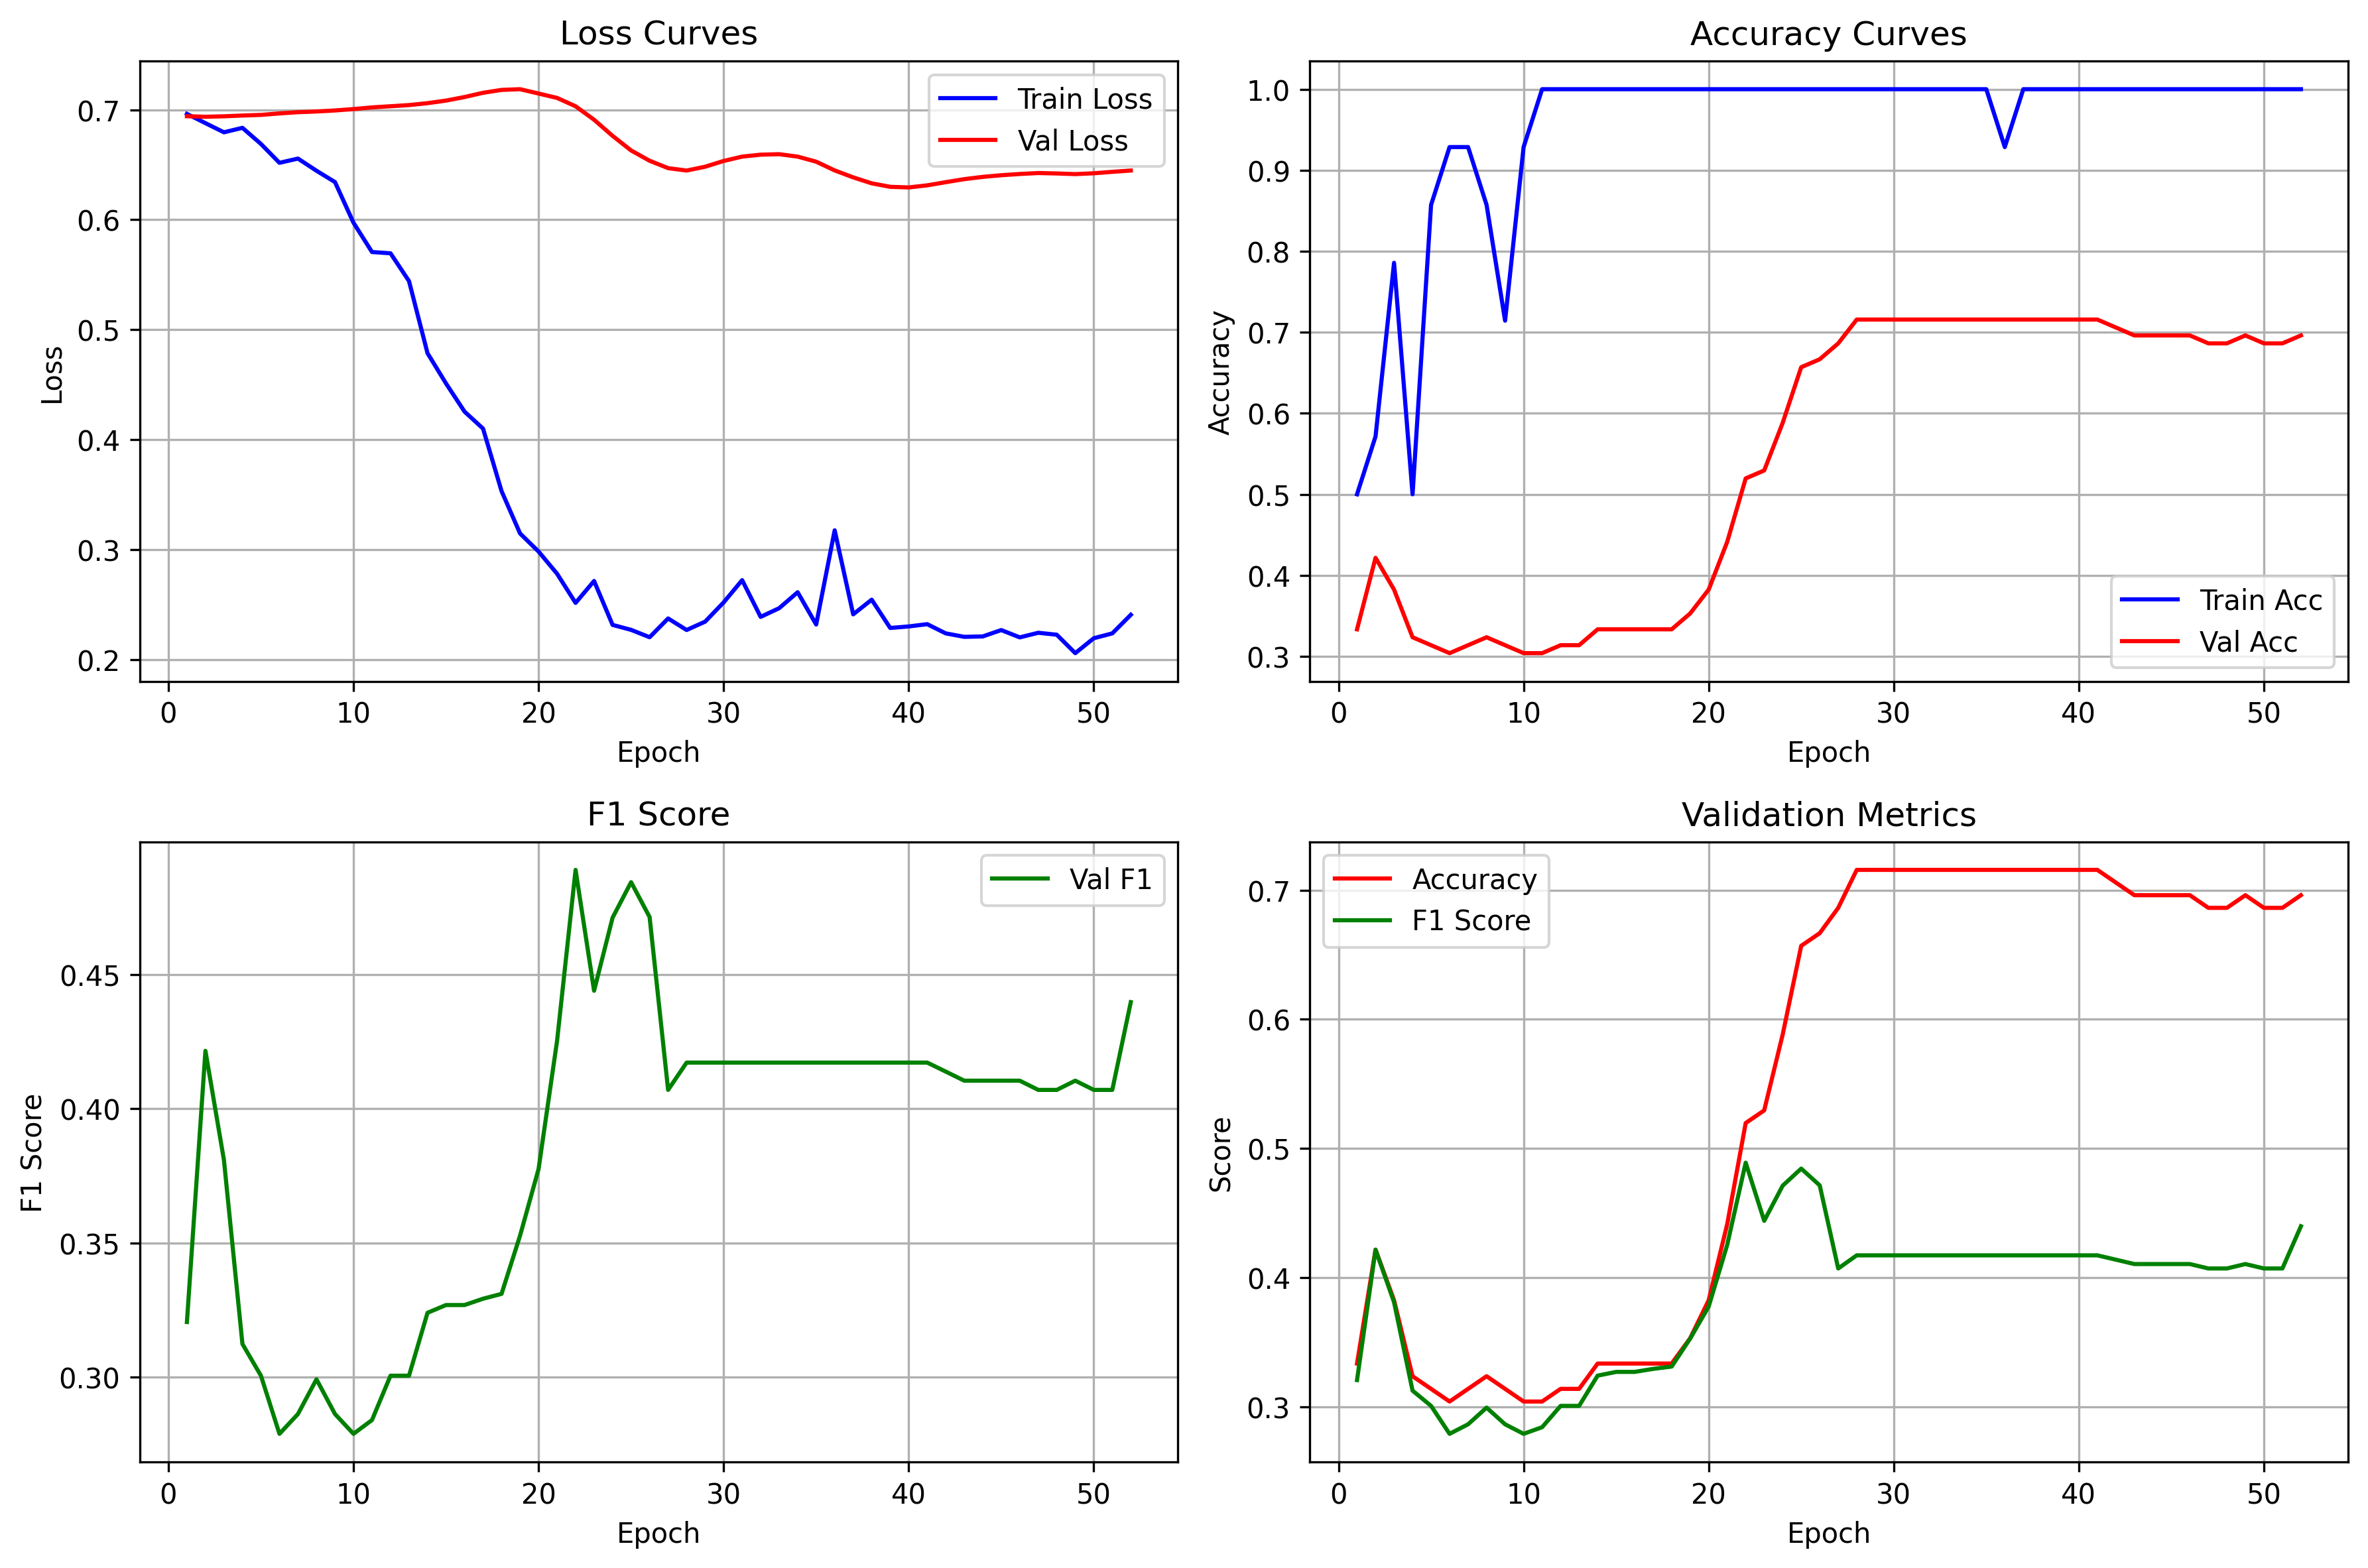 Loss Curves
Loss
0.7
0.6
0.5
0.4
0.3
0.2
0 10 20 30 40 50
Epoch
Train Loss
Val Loss
Accuracy Curves
Accuracy
1.0
0.9
0.8
0.7
0.6
0.5
0.4
0.3
0 10 20 30 40 50
Epoch
Train Acc
Val Acc
F1 Score
F1 Score
0.45
0.40
0.35
0.30
0 10 20 30 40 50
Epoch
Val F1
Validation Metrics
Score
0.7
0.6
0.5
0.4
0.3
0 10 20 30 40 50
Epoch
Accuracy
F1 Score